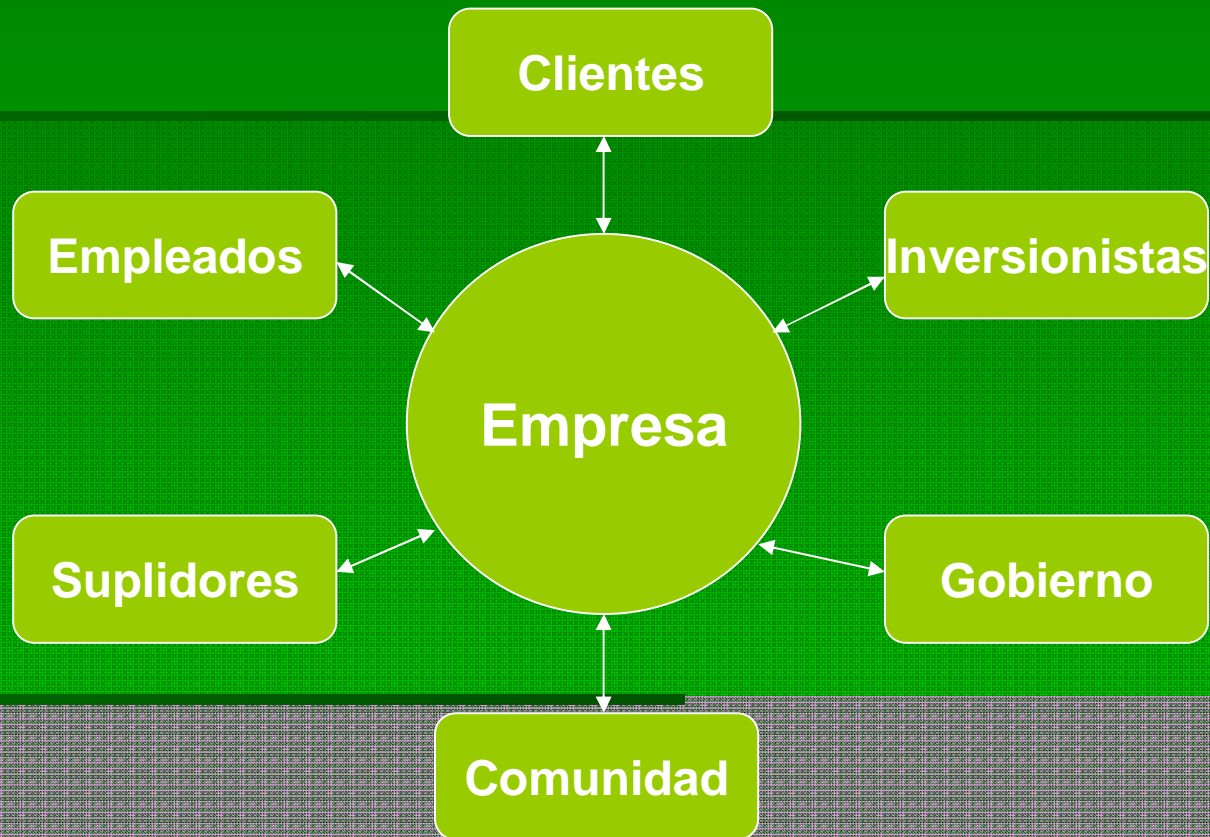 Clientes
Empleados
Inversionistas
Empresa
Suplidores
Gobierno
Comunidad